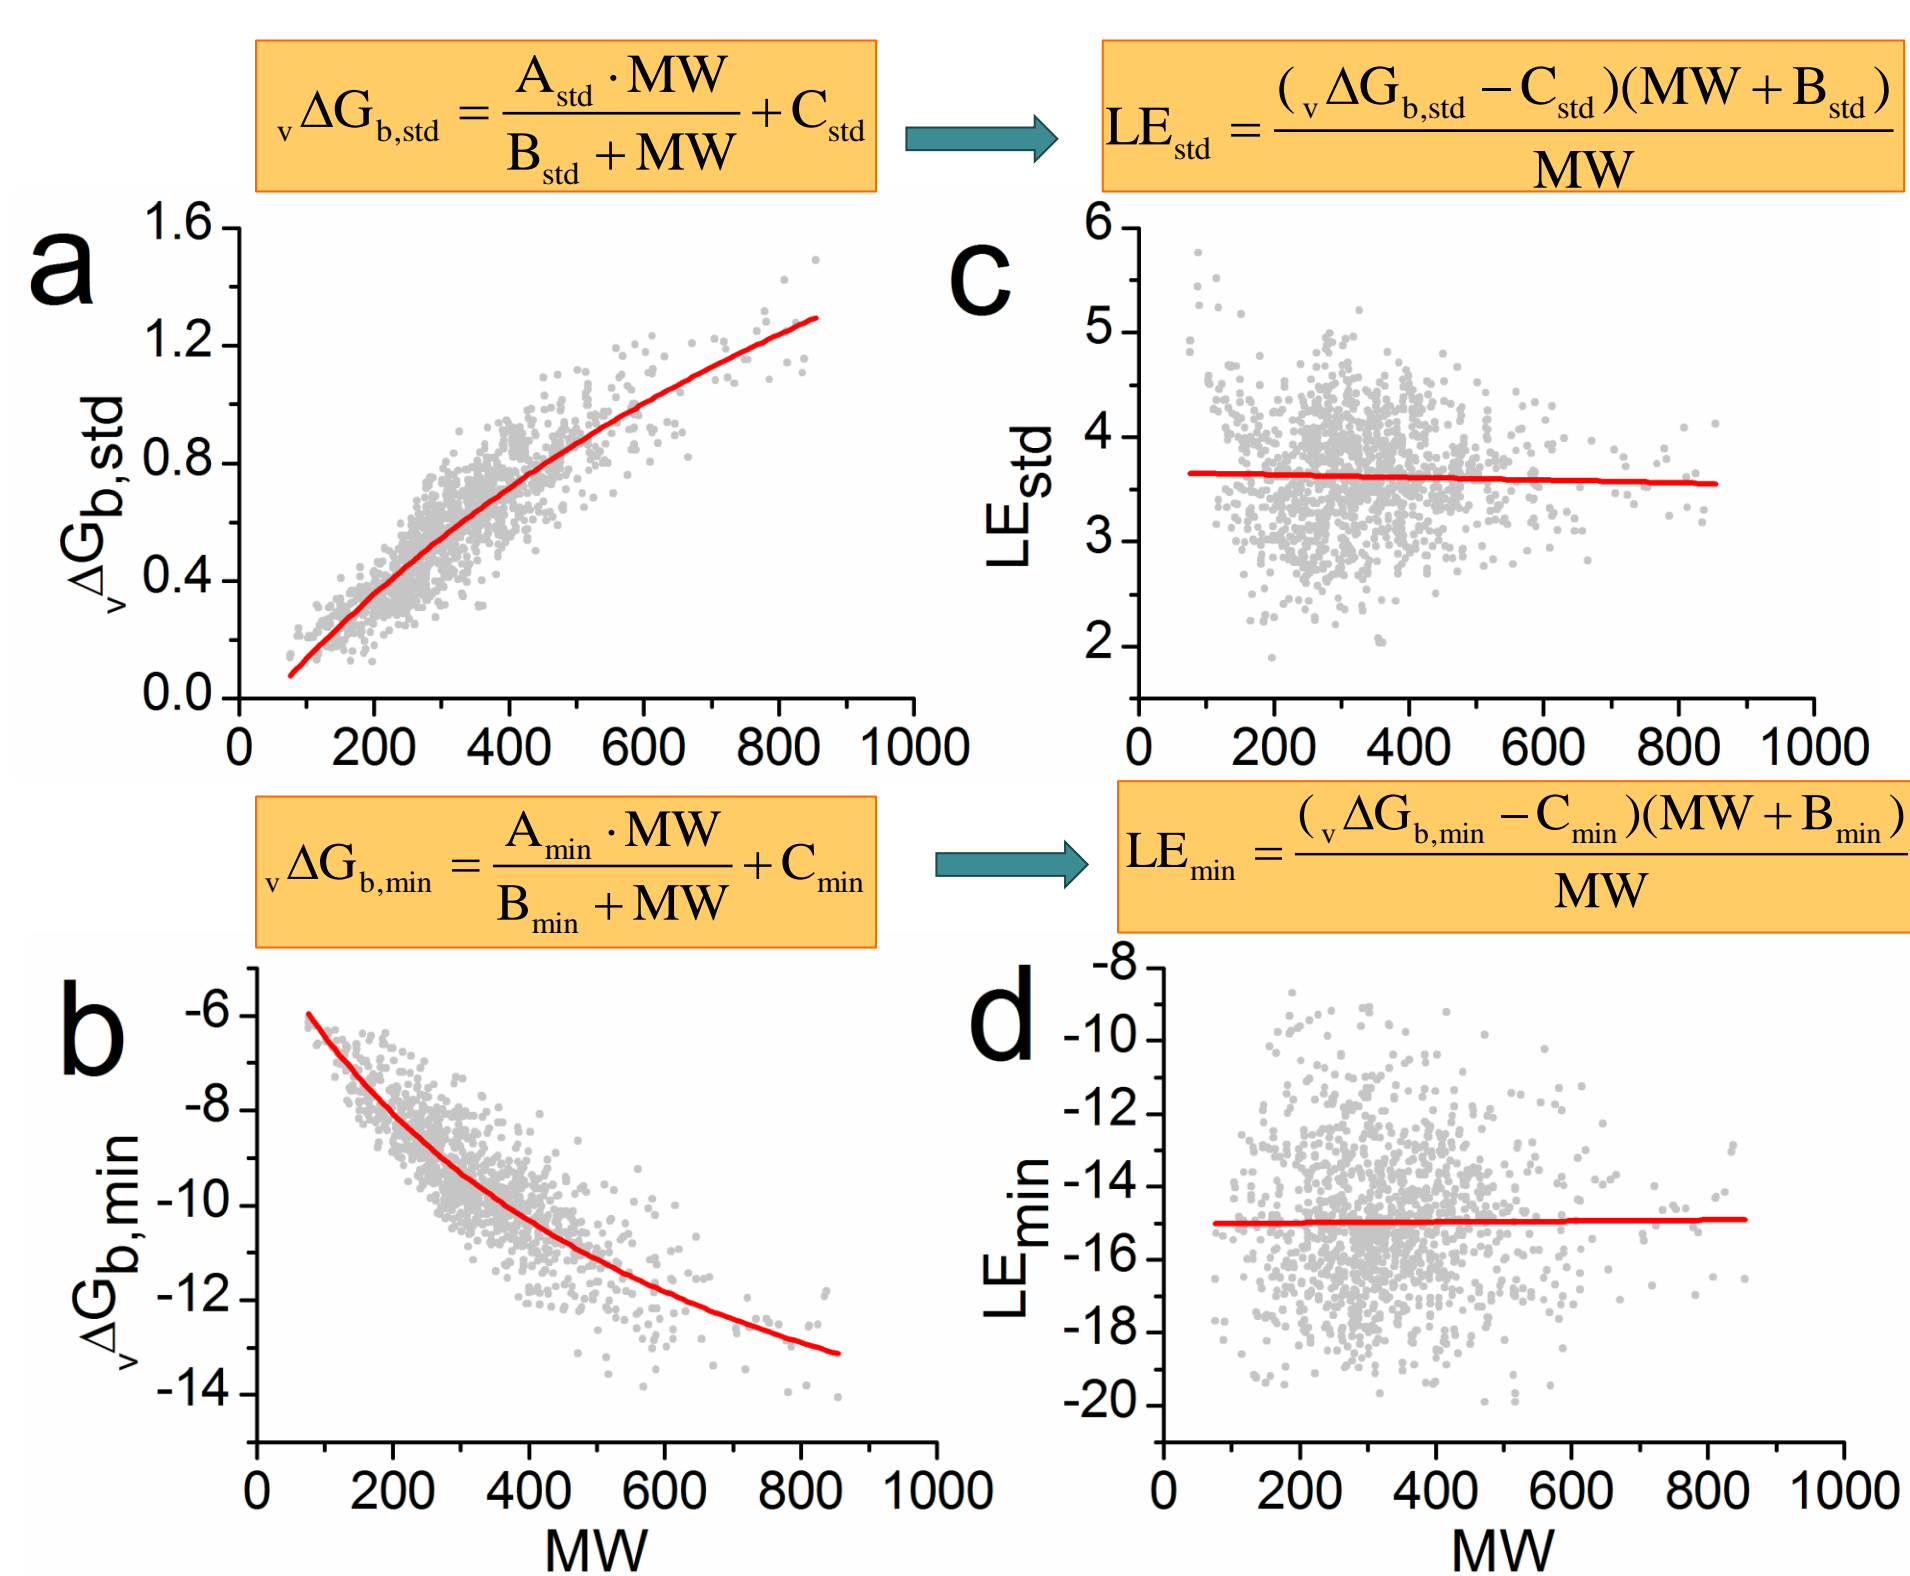 vΔGb,std = Astd · MW / Bstd + MW + Cstd
LEstd = (vΔGb,std − Cstd)(MW + Bstd) / MW
a
vΔGb,std
1.6
1.2
0.8
0.4
0.0
0 200 400 600 800 1000
c
LEstd
6
5
4
3
2
0 200 400 600 800 1000
vΔGb,min = Amin · MW / Bmin + MW + Cmin
LEmin = (vΔGb,min − Cmin)(MW + Bmin) / MW
b
vΔGb,min
-6
-8
-10
-12
-14
0 200 400 600 800 1000
MW
d
LEmin
-8
-10
-12
-14
-16
-18
-20
0 200 400 600 800 1000
MW